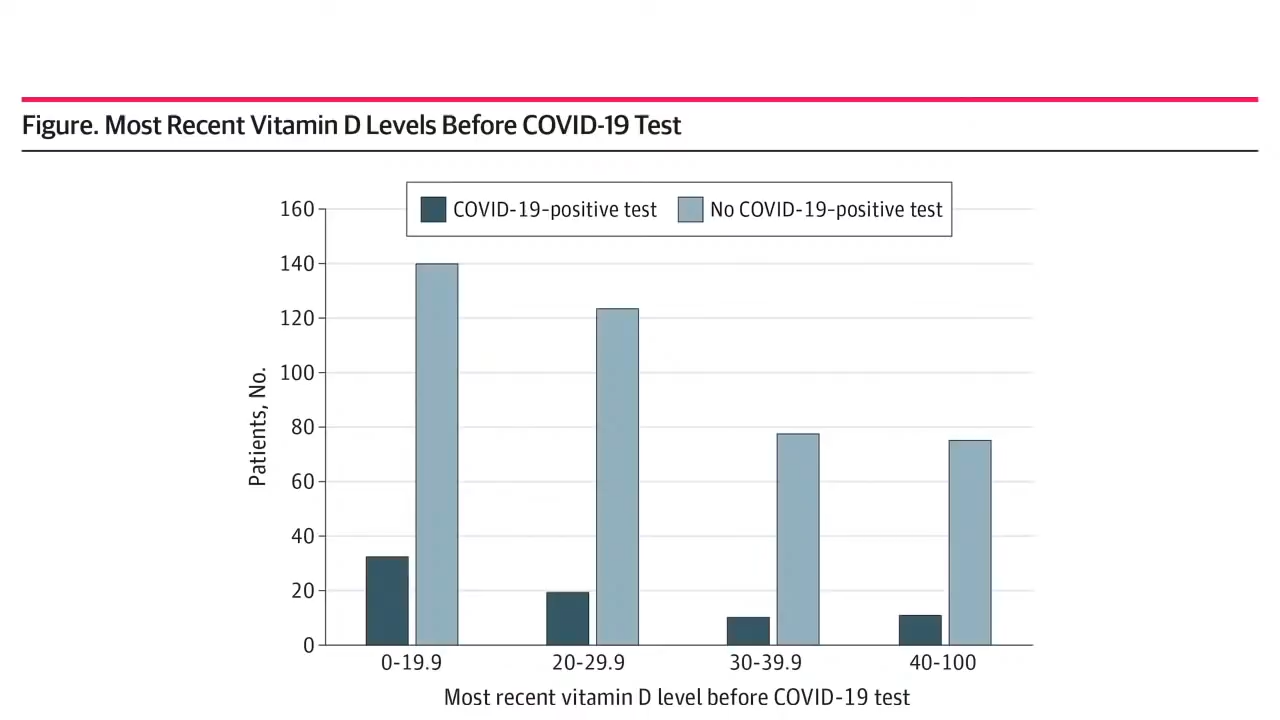 Figure. Most Recent Vitamin D Levels Before COVID-19 Test
COVID-19–positive test
No COVID-19–positive test
160
140
120
100
80
60
40
20
0
Patients, No.
0-19.9
20-29.9
30-39.9
40-100
Most recent vitamin D level before COVID-19 test